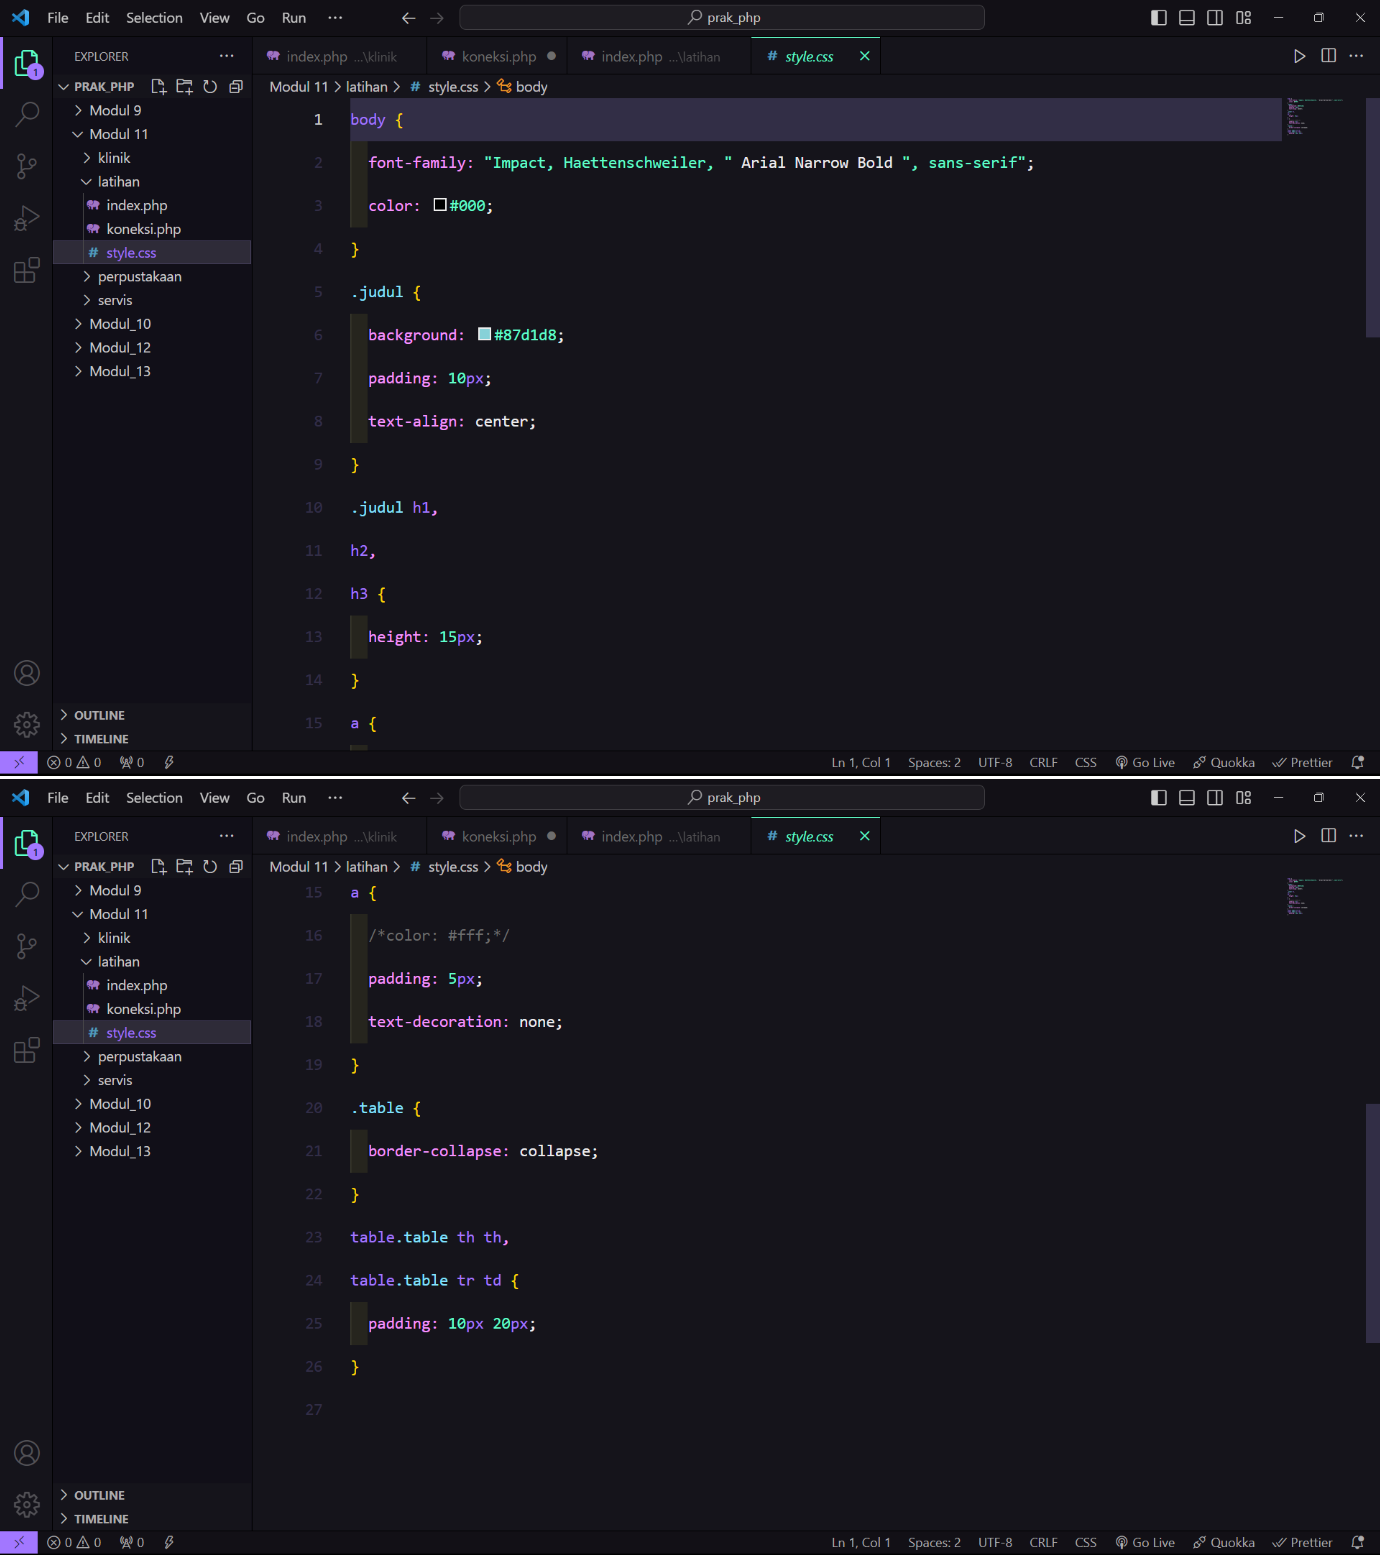 File Edit Selection View Go Run ··· prak_php
EXPLORER ··· index.php ...\klinik koneksi.php index.php ...\latihan # style.css
PRAK_PHP Modul 11 > latihan > # style.css > body
Modul 9
Modul 11
klinik
latihan
index.php
koneksi.php
# style.css
perpustakaan
servis
Modul_10
Modul_12
Modul_13
OUTLINE
TIMELINE
1
1 body {
2 font-family: "Impact, Haettenschweiler, " Arial Narrow Bold ", sans-serif";
3 color: #000;
4 }
5 .judul {
6 background: #87d1d8;
7 padding: 10px;
8 text-align: center;
9 }
10 .judul h1,
11 h2,
12 h3 {
13 height: 15px;
14 }
15 a {
0 0 0 Ln 1, Col 1 Spaces: 2 UTF-8 CRLF CSS Go Live Quokka Prettier
File Edit Selection View Go Run ··· prak_php
EXPLORER ··· index.php ...\klinik koneksi.php index.php ...\latihan # style.css
PRAK_PHP Modul 11 > latihan > # style.css > body
Modul 9
Modul 11
klinik
latihan
index.php
koneksi.php
# style.css
perpustakaan
servis
Modul_10
Modul_12
Modul_13
OUTLINE
TIMELINE
1
15 a {
16 /*color: #fff;*/
17 padding: 5px;
18 text-decoration: none;
19 }
20 .table {
21 border-collapse: collapse;
22 }
23 table.table th th,
24 table.table tr td {
25 padding: 10px 20px;
26 }
27
0 0 0 Ln 1, Col 1 Spaces: 2 UTF-8 CRLF CSS Go Live Quokka Prettier